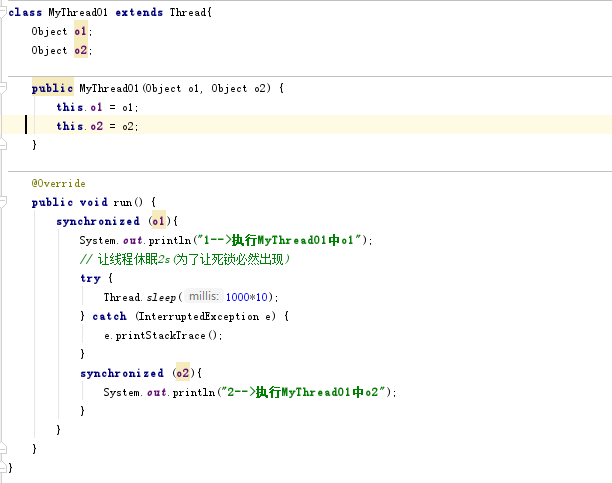 class MyThread01 extends Thread{
    Object o1;
    Object o2;
    public MyThread01(Object o1, Object o2) {
        this.o1 = o1;
        this.o2 = o2;
    }
    @Override
    public void run() {
        synchronized (o1){
            System.out.println("1-->执行MyThread01中o1");
            // 让线程休眠2s(为了让死锁必然出现)
            try {
                Thread.sleep( millis: 1000*10);
            } catch (InterruptedException e) {
                e.printStackTrace();
            }
            synchronized (o2){
                System.out.println("2-->执行MyThread01中o2");
            }
        }
    }
}